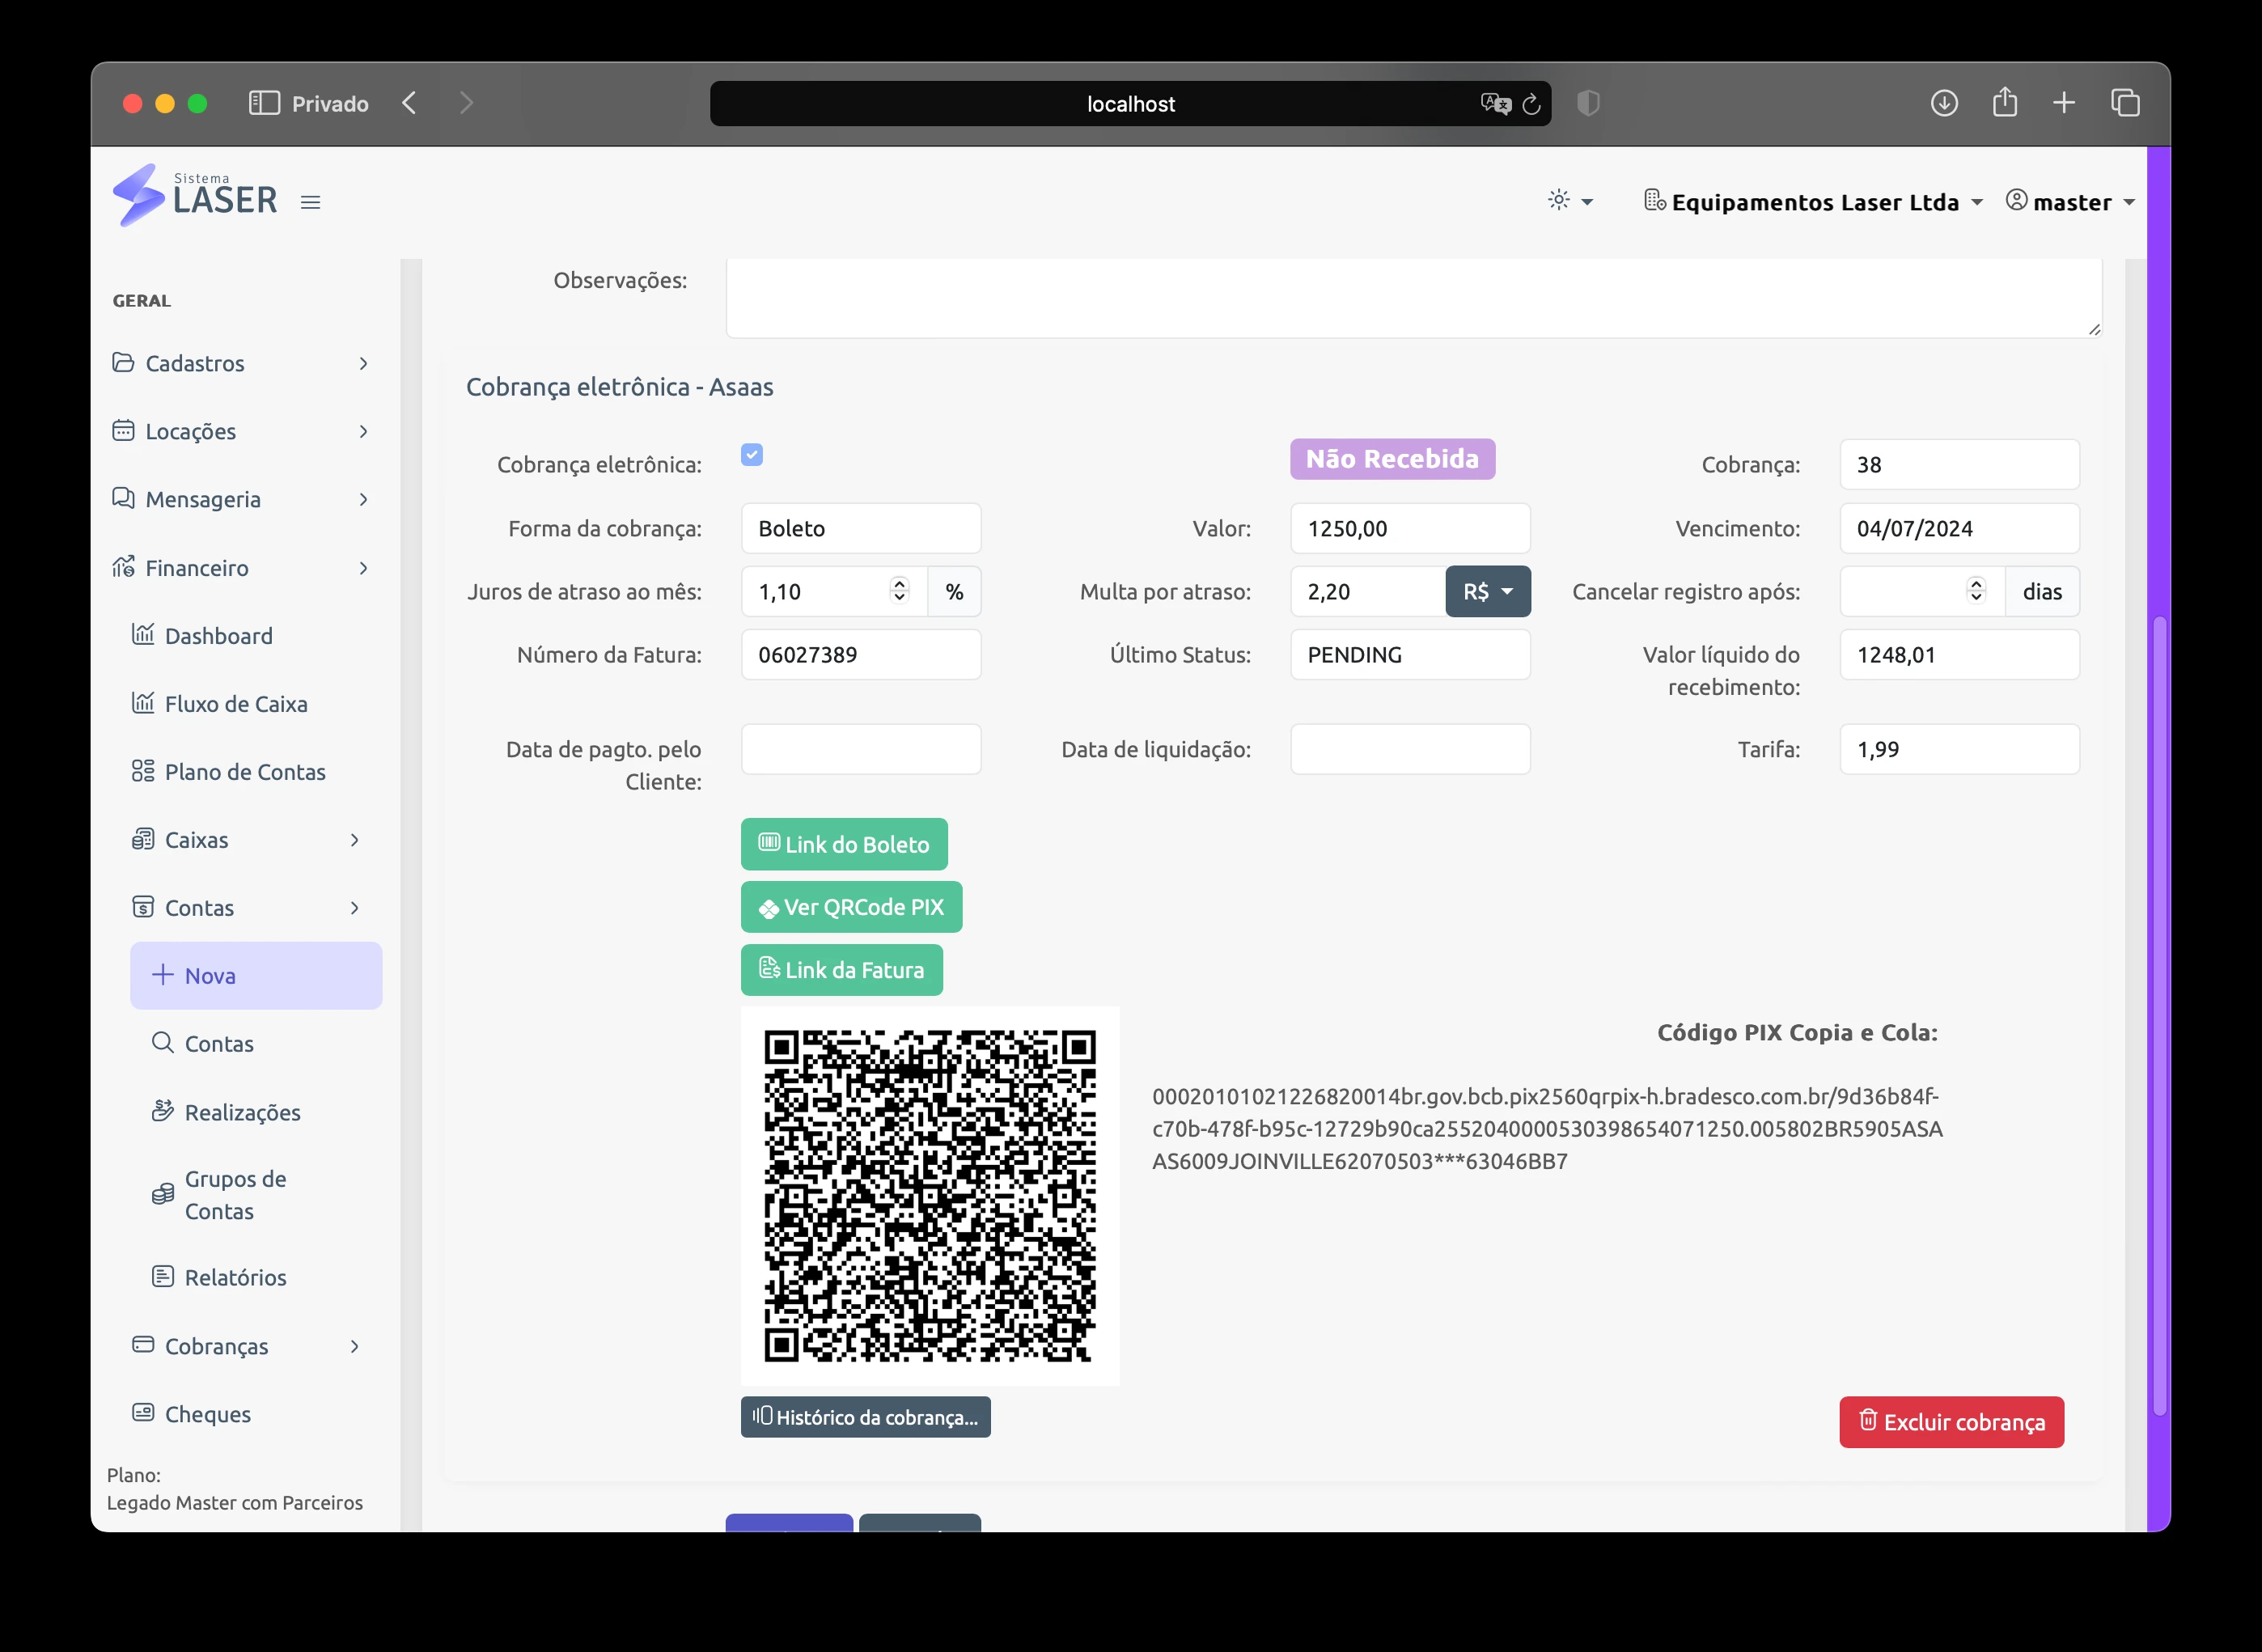 Privado
localhost
Sistema
LASER
Equipamentos Laser Ltda
master
GERAL
Cadastros
Locações
Mensageria
Financeiro
Dashboard
Fluxo de Caixa
Plano de Contas
Caixas
Contas
Nova
Contas
Realizações
Grupos de
Contas
Relatórios
Cobranças
Cheques
Plano:
Legado Master com Parceiros
Observações:
Cobrança eletrônica - Asaas
Cobrança eletrônica:
Não Recebida
Cobrança: 38
Forma da cobrança: Boleto
Valor: 1250,00
Vencimento: 04/07/2024
Juros de atraso ao mês: 1,10 %
Multa por atraso: 2,20 R$
Cancelar registro após: dias
Número da Fatura: 06027389
Último Status: PENDING
Valor líquido do
recebimento:
1248,01
Data de pagto. pelo
Cliente:
Data de liquidação:
Tarifa: 1,99
Link do Boleto
Ver QRCode PIX
Link da Fatura
Código PIX Copia e Cola:
00020101021226820014br.gov.bcb.pix2560qrpix-h.bradesco.com.br/9d36b84f-
c70b-478f-b95c-12729b90ca2552040000530398654071250.005802BR5905ASA
AS6009JOINVILLE62070503***63046BB7
Histórico da cobrança...
Excluir cobrança